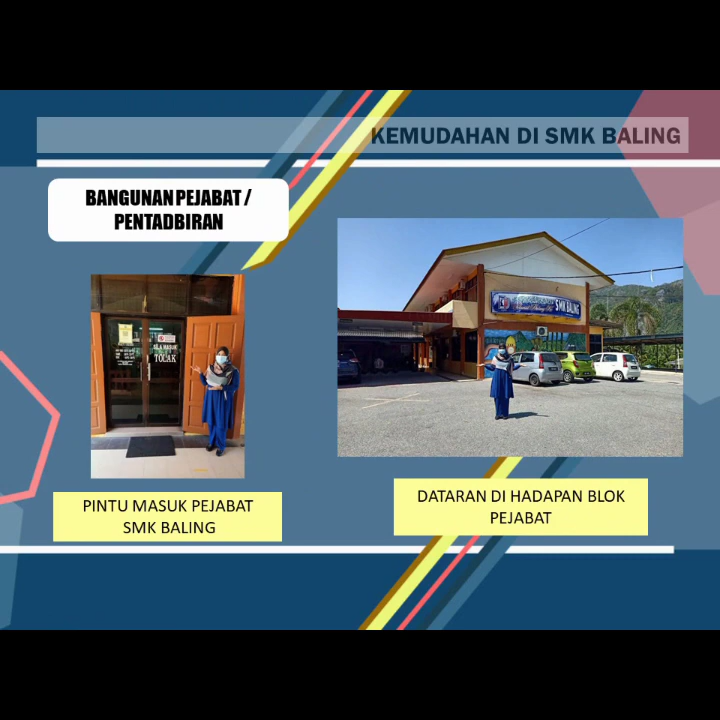 KEMUDAHAN DI SMK BALING
BANGUNAN PEJABAT /
PENTADBIRAN
TOLAK
SMK BALING
PINTU MASUK PEJABAT
SMK BALING
DATARAN DI HADAPAN BLOK
PEJABAT